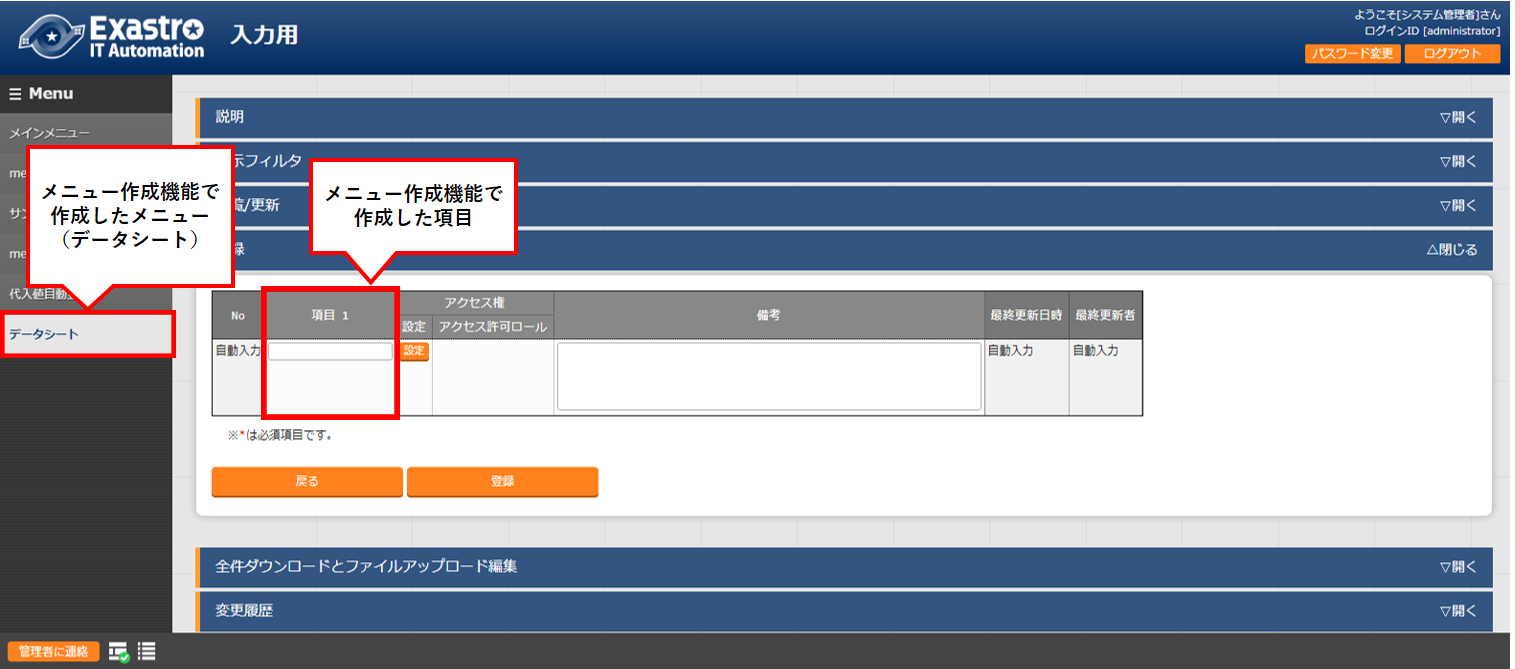 Exastro
IT Automation
入力用
ようこそ[システム管理者]さん
ログインID [administrator]
パスワード変更
ログアウト
Menu
メインメニュー
me
サン
me
代入値自動
データシート
メニュー作成機能で
作成したメニュー
（データシート）
メニュー作成機能で
作成した項目
説明
▽開く
示フィルタ
▽開く
覧/更新
▽開く
録
△閉じる
No
項目 1
アクセス権
設定
アクセス許可ロール
備考
最終更新日時
最終更新者
自動入力
設定
自動入力
自動入力
※*は必須項目です。
戻る
登録
全件ダウンロードとファイルアップロード編集
▽開く
変更履歴
▽開く
管理者に連絡